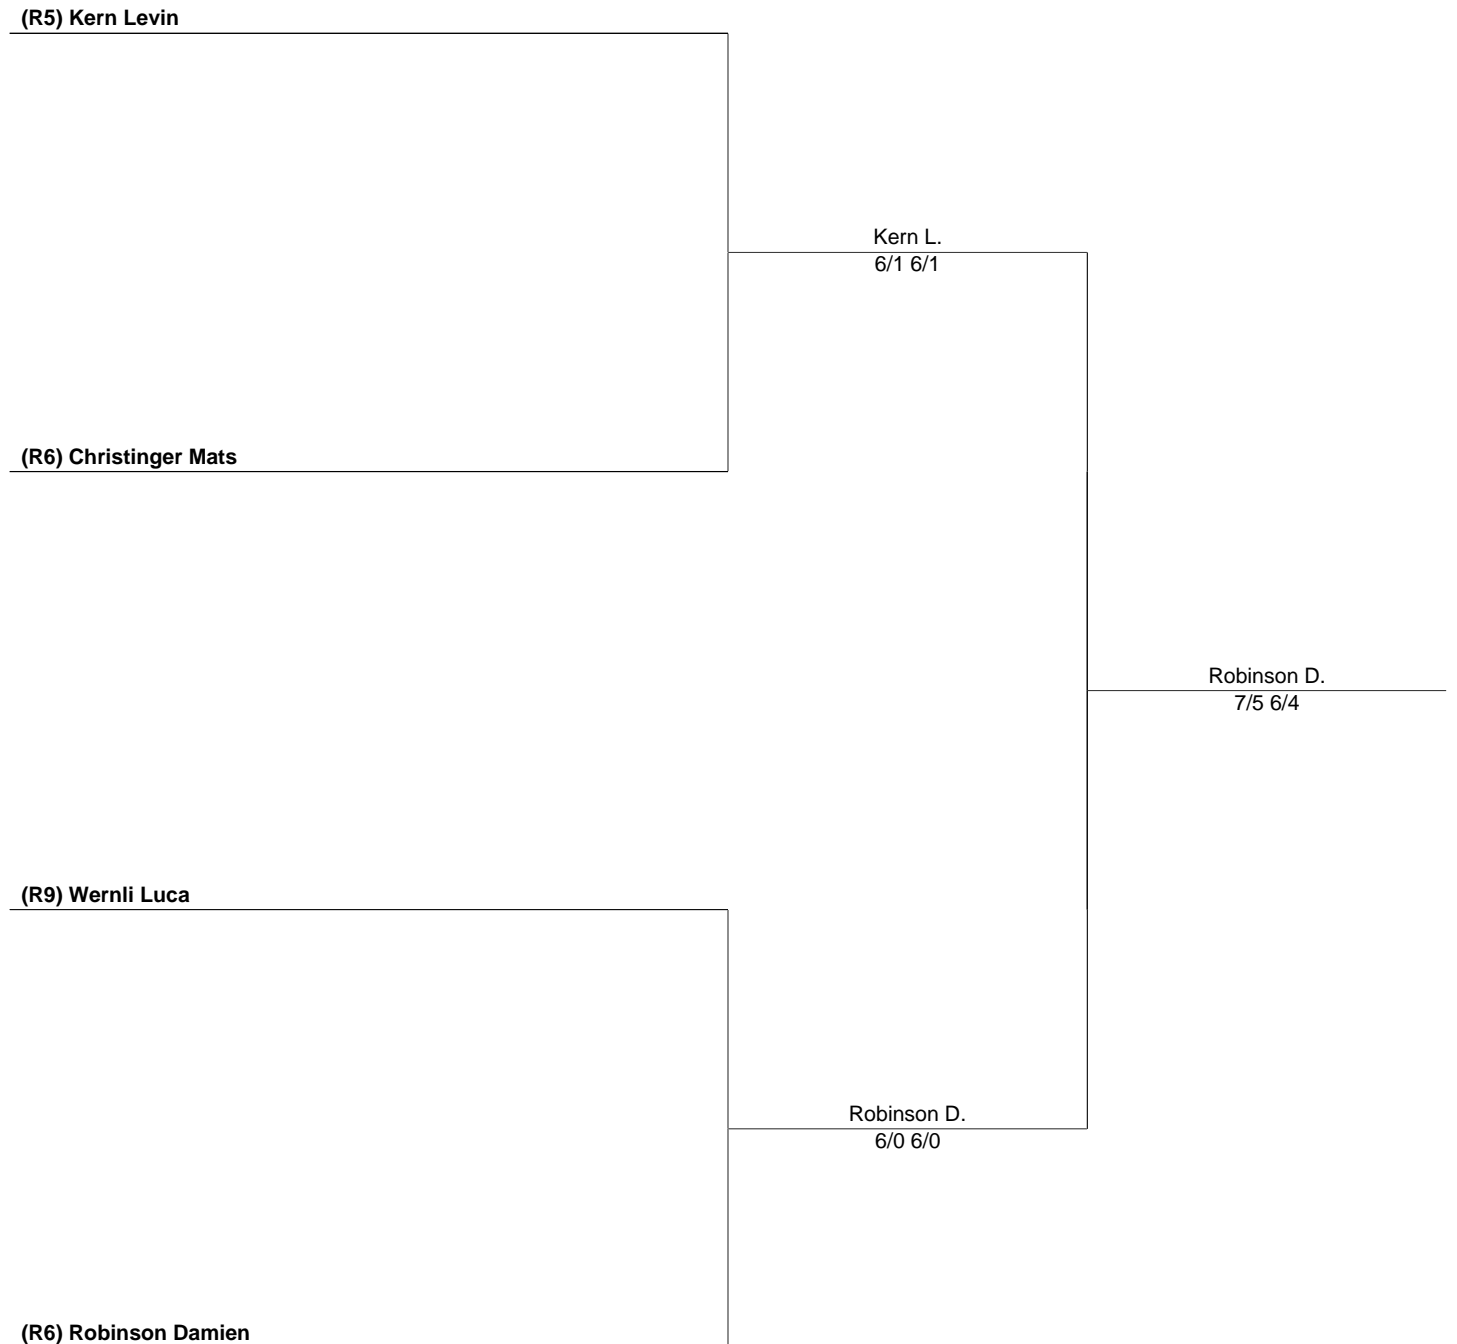 (R5) Kern Levin
Kern L.
6/1 6/1
(R6) Christinger Mats
Robinson D.
7/5 6/4
(R9) Wernli Luca
Robinson D.
6/0 6/0
(R6) Robinson Damien